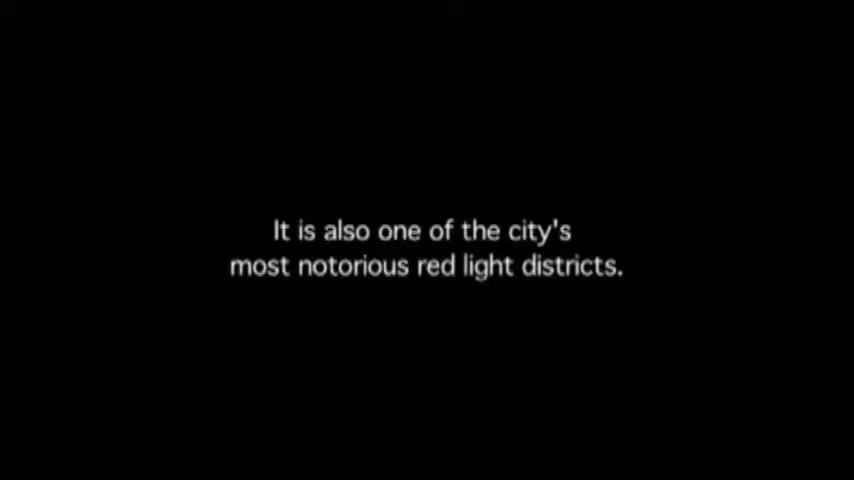 It is also one of the city's
most notorious red light districts.